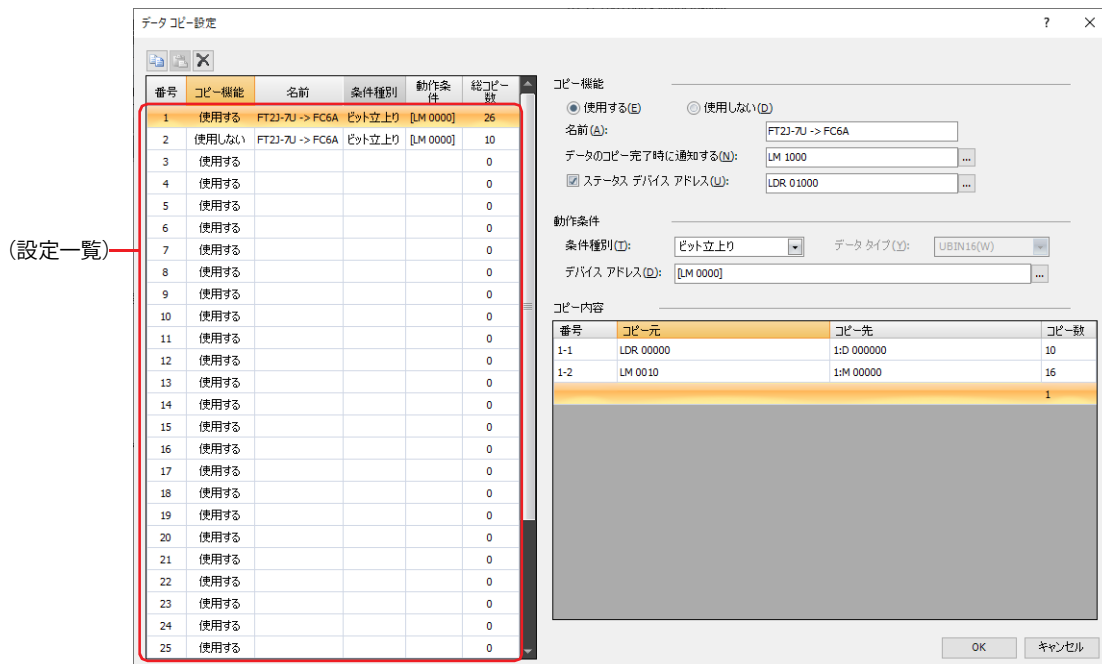 データ コピー設定
?
番号 コピー機能 名前 条件種別 動作条件 総コピー数
1 使用する FT2J-7U -> FC6A ビット立上り [LM 0000] 26
2 使用しない FT2J-7U -> FC6A ビット立上り [LM 0000] 10
3 使用する 0
4 使用する 0
5 使用する 0
6 使用する 0
7 使用する 0
8 使用する 0
9 使用する 0
10 使用する 0
11 使用する 0
12 使用する 0
13 使用する 0
14 使用する 0
15 使用する 0
16 使用する 0
17 使用する 0
18 使用する 0
19 使用する 0
20 使用する 0
21 使用する 0
22 使用する 0
23 使用する 0
24 使用する 0
25 使用する 0
(設定一覧)
コピー機能
使用する(E) 使用しない(D)
名前(A): FT2J-7U -> FC6A
データのコピー完了時に通知する(N): LM 1000 ...
ステータス デバイス アドレス(U): LDR 01000 ...
動作条件
条件種別(T): ビット立上り データ タイプ(Y): UBIN16(W)
デバイス アドレス(D): [LM 0000] ...
コピー内容
番号 コピー元 コピー先 コピー数
1-1 LDR 00000 1:D 000000 10
1-2 LM 0010 1:M 00000 16
1
OK キャンセル